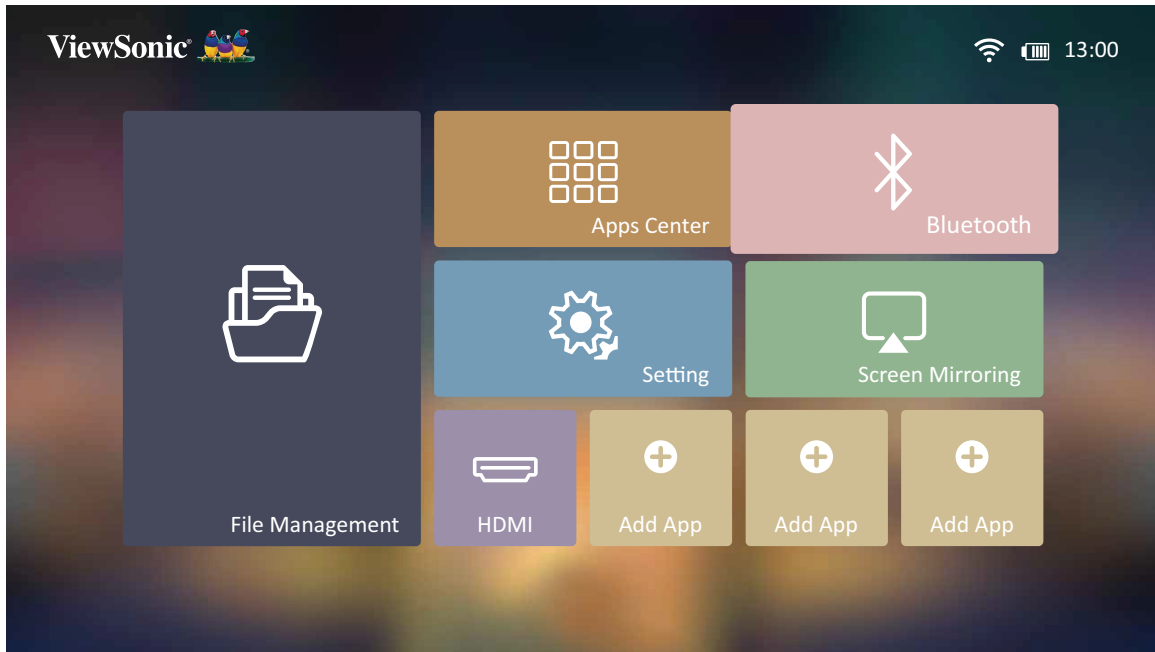 ViewSonic®
13:00
Apps Center
Bluetooth
Setting
Screen Mirroring
File Management
HDMI
Add App
Add App
Add App